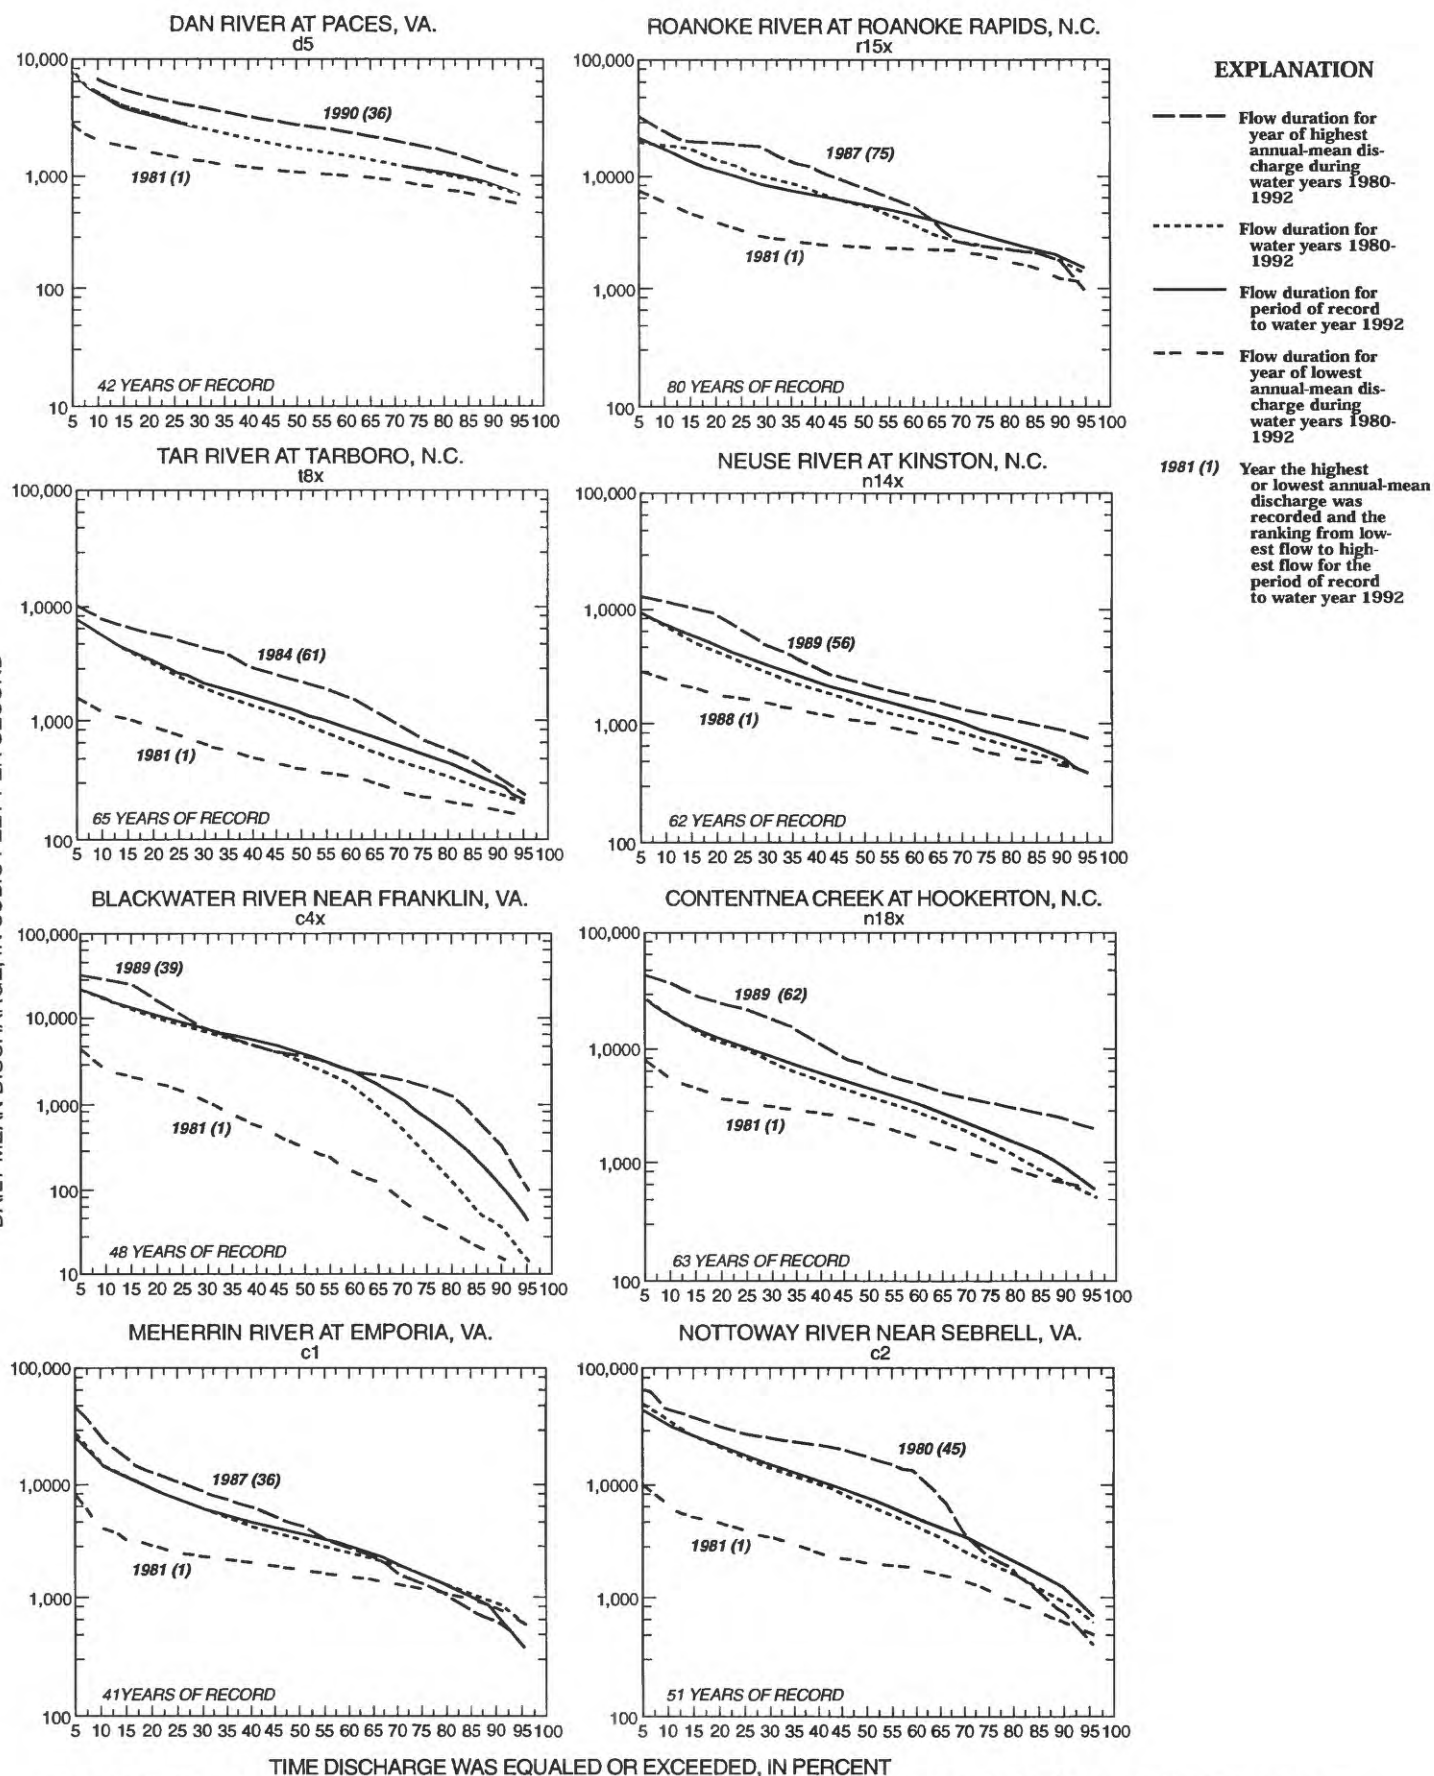 DAN RIVER AT PACES, VA.
d5
10,000
1,000
100
10
1990 (36)
1981 (1)
42 YEARS OF RECORD
5 10 15 20 25 30 35 40 45 50 55 60 65 70 75 80 85 90 95 100
ROANOKE RIVER AT ROANOKE RAPIDS, N.C.
r15x
100,000
1,0000
1,000
100
1987 (75)
1981 (1)
80 YEARS OF RECORD
5 10 15 20 25 30 35 40 45 50 55 60 65 70 75 80 85 90 95 100
EXPLANATION
Flow duration for
year of highest
annual-mean dis-
charge during
water years 1980-
1992
Flow duration for
water years 1980-
1992
Flow duration for
period of record
to water year 1992
Flow duration for
year of lowest
annual-mean dis-
charge during
water years 1980-
1992
1981 (1) Year the highest
or lowest annual-mean
discharge was
recorded and the
ranking from low-
est flow to high-
est flow for the
period of record
to water year 1992
TAR RIVER AT TARBORO, N.C.
t8x
100,000
1,0000
1,000
100
1984 (61)
1981 (1)
65 YEARS OF RECORD
5 10 15 20 25 30 35 40 45 50 55 60 65 70 75 80 85 90 95 100
NEUSE RIVER AT KINSTON, N.C.
n14x
100,000
1,0000
1,000
100
1989 (56)
1988 (1)
62 YEARS OF RECORD
5 10 15 20 25 30 35 40 45 50 55 60 65 70 75 80 85 90 95 100
BLACKWATER RIVER NEAR FRANKLIN, VA.
c4x
100,000
10,000
1,000
100
10
1989 (39)
1981 (1)
48 YEARS OF RECORD
5 10 15 20 25 30 35 40 45 50 55 60 65 70 75 80 85 90 95 100
CONTENTNEA CREEK AT HOOKERTON, N.C.
n18x
100,000
1,0000
1,000
100
1989 (62)
1981 (1)
63 YEARS OF RECORD
5 10 15 20 25 30 35 40 45 50 55 60 65 70 75 80 85 90 95 100
MEHERRIN RIVER AT EMPORIA, VA.
c1
100,000
1,0000
1,000
100
1987 (36)
1981 (1)
41YEARS OF RECORD
5 10 15 20 25 30 35 40 45 50 55 60 65 70 75 80 85 90 95 100
NOTTOWAY RIVER NEAR SEBRELL, VA.
c2
100,000
1,0000
1,000
100
1980 (45)
1981 (1)
51 YEARS OF RECORD
5 10 15 20 25 30 35 40 45 50 55 60 65 70 75 80 85 90 95 100
TIME DISCHARGE WAS EQUALED OR EXCEEDED, IN PERCENT